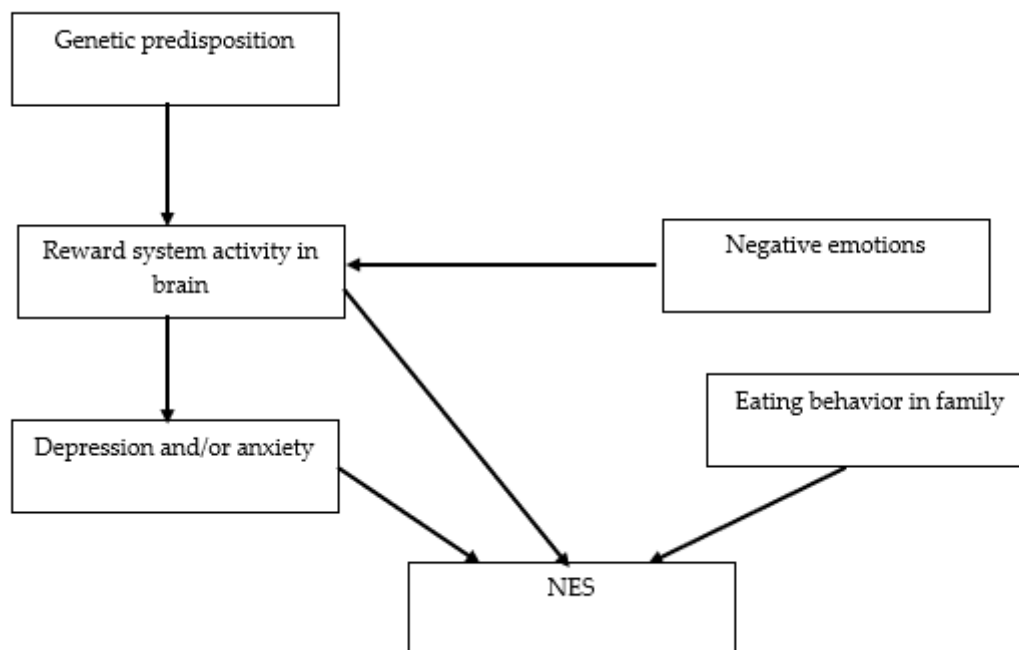 Genetic predisposition
Reward system activity in
brain
Negative emotions
Eating behavior in family
Depression and/or anxiety
NES